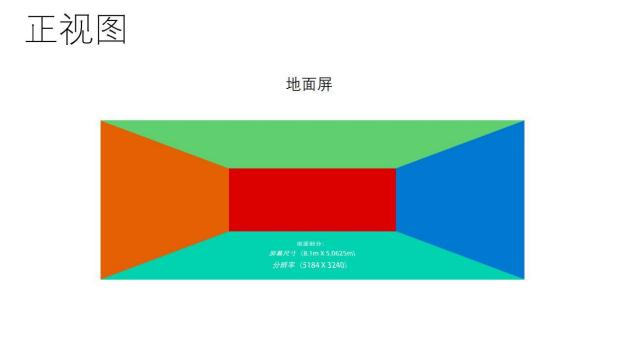 正视图
地面屏
地面部分：
屏幕尺寸（8.1m X 5.0625m）
分辨率（5184 X 3240）